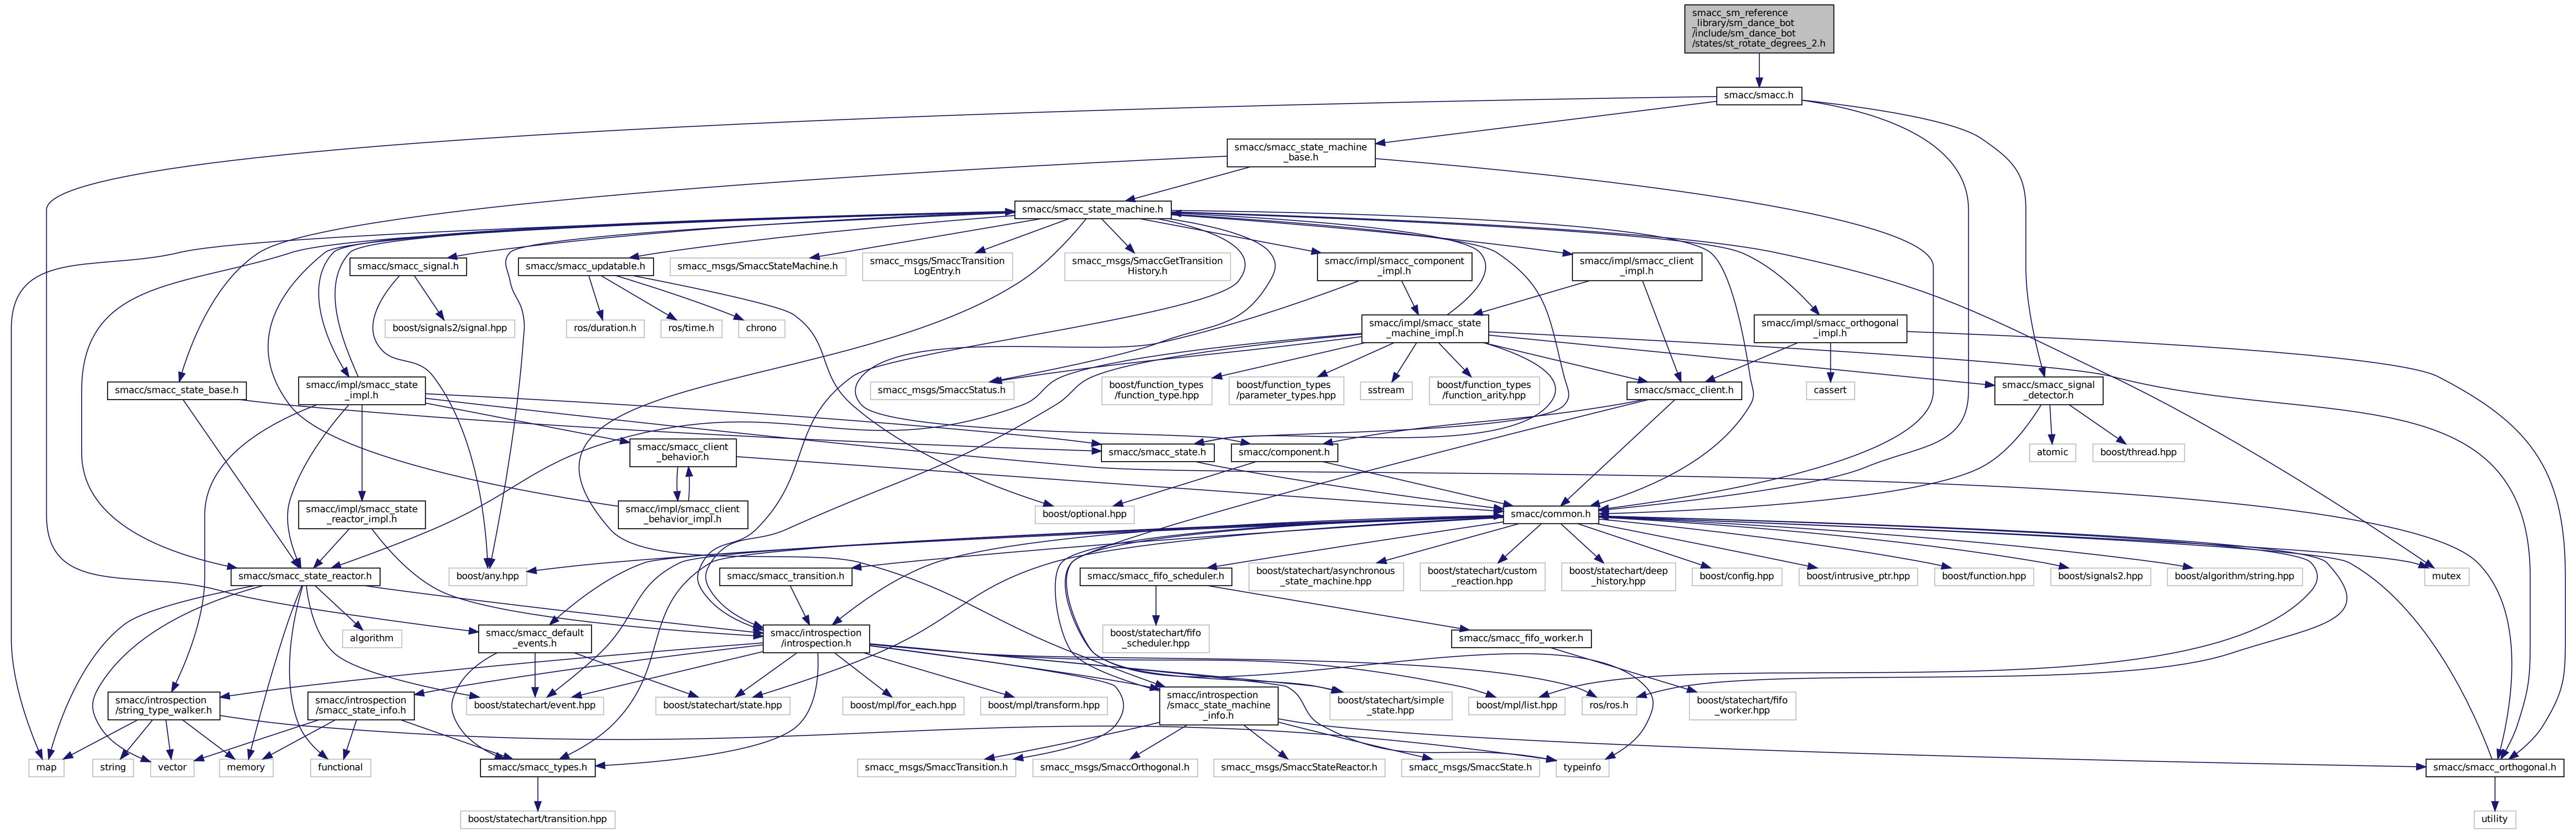 smacc_sm_reference
_library/sm_dance_bot
/include/sm_dance_bot
/states/st_rotate_degrees_2.h
smacc/smacc.h
smacc/smacc_state_machine
_base.h
smacc/smacc_state_machine.h
smacc/smacc_signal.h
smacc/smacc_updatable.h
smacc_msgs/SmaccStateMachine.h
smacc_msgs/SmaccTransition
LogEntry.h
smacc_msgs/SmaccGetTransition
History.h
smacc/impl/smacc_component
_impl.h
smacc/impl/smacc_client
_impl.h
boost/signals2/signal.hpp
ros/duration.h
ros/time.h
chrono
smacc/impl/smacc_state
_machine_impl.h
smacc/impl/smacc_orthogonal
_impl.h
smacc/smacc_state_base.h
smacc/impl/smacc_state
_impl.h
smacc_msgs/SmaccStatus.h
boost/function_types
/function_type.hpp
boost/function_types
/parameter_types.hpp
sstream
boost/function_types
/function_arity.hpp
smacc/smacc_client.h
cassert
smacc/smacc_signal
_detector.h
smacc/smacc_client
_behavior.h
smacc/smacc_state.h
smacc/component.h
atomic
boost/thread.hpp
smacc/impl/smacc_state
_reactor_impl.h
smacc/impl/smacc_client
_behavior_impl.h
boost/optional.hpp
smacc/common.h
smacc/smacc_state_reactor.h
boost/any.hpp
smacc/smacc_transition.h
smacc/smacc_fifo_scheduler.h
boost/statechart/asynchronous
_state_machine.hpp
boost/statechart/custom
_reaction.hpp
boost/statechart/deep
_history.hpp
boost/config.hpp
boost/intrusive_ptr.hpp
boost/function.hpp
boost/signals2.hpp
boost/algorithm/string.hpp
mutex
algorithm
smacc/smacc_default
_events.h
smacc/introspection
/introspection.h
boost/statechart/fifo
_scheduler.hpp
smacc/smacc_fifo_worker.h
smacc/introspection
/string_type_walker.h
smacc/introspection
/smacc_state_info.h
boost/statechart/event.hpp
boost/statechart/state.hpp
boost/mpl/for_each.hpp
boost/mpl/transform.hpp
smacc/introspection
/smacc_state_machine
_info.h
boost/statechart/simple
_state.hpp
boost/mpl/list.hpp
ros/ros.h
boost/statechart/fifo
_worker.hpp
map
string
vector
memory
functional
smacc/smacc_types.h
smacc_msgs/SmaccTransition.h
smacc_msgs/SmaccOrthogonal.h
smacc_msgs/SmaccStateReactor.h
smacc_msgs/SmaccState.h
typeinfo
smacc/smacc_orthogonal.h
boost/statechart/transition.hpp
utility